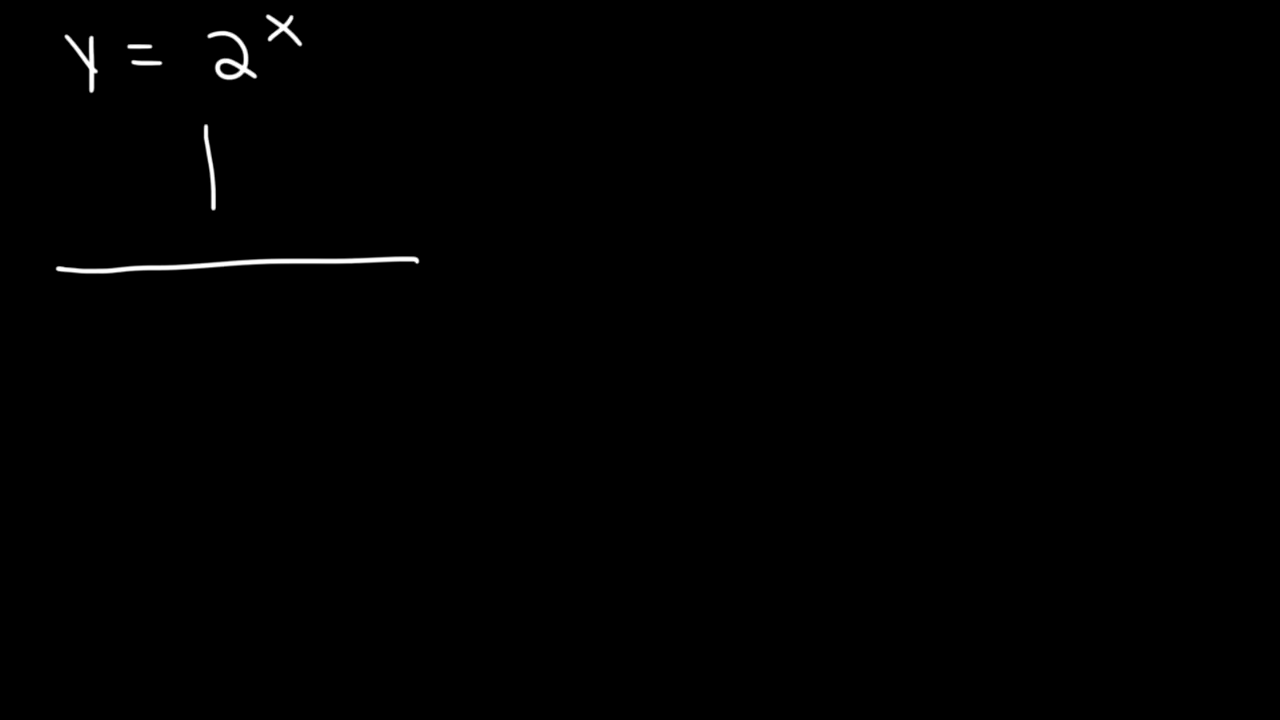 y = 2^x